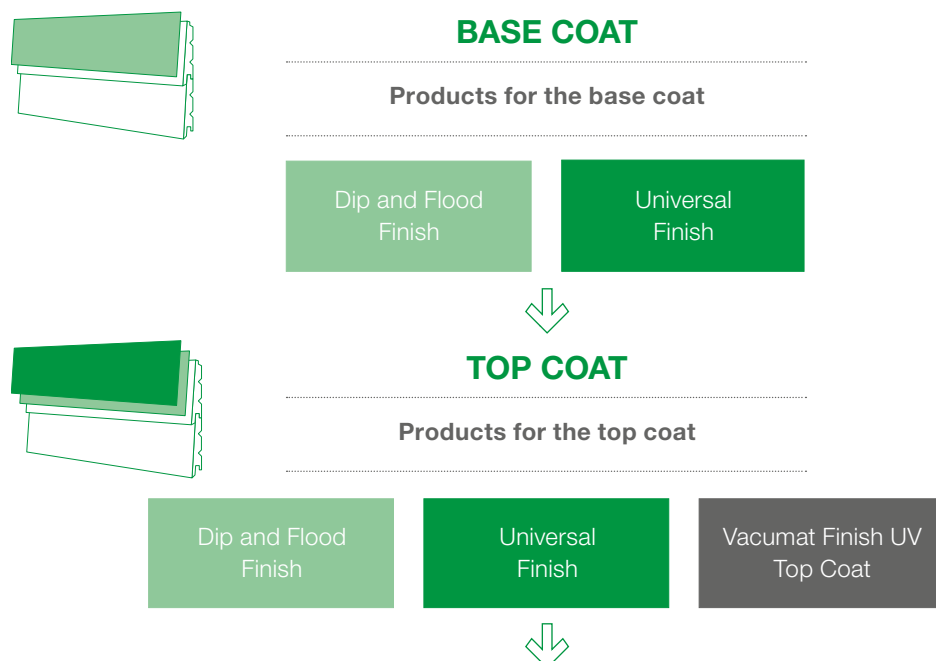 BASE COAT
Products for the base coat
Dip and Flood
Finish
Universal
Finish
TOP COAT
Products for the top coat
Dip and Flood
Finish
Universal
Finish
Vacumat Finish UV
Top Coat